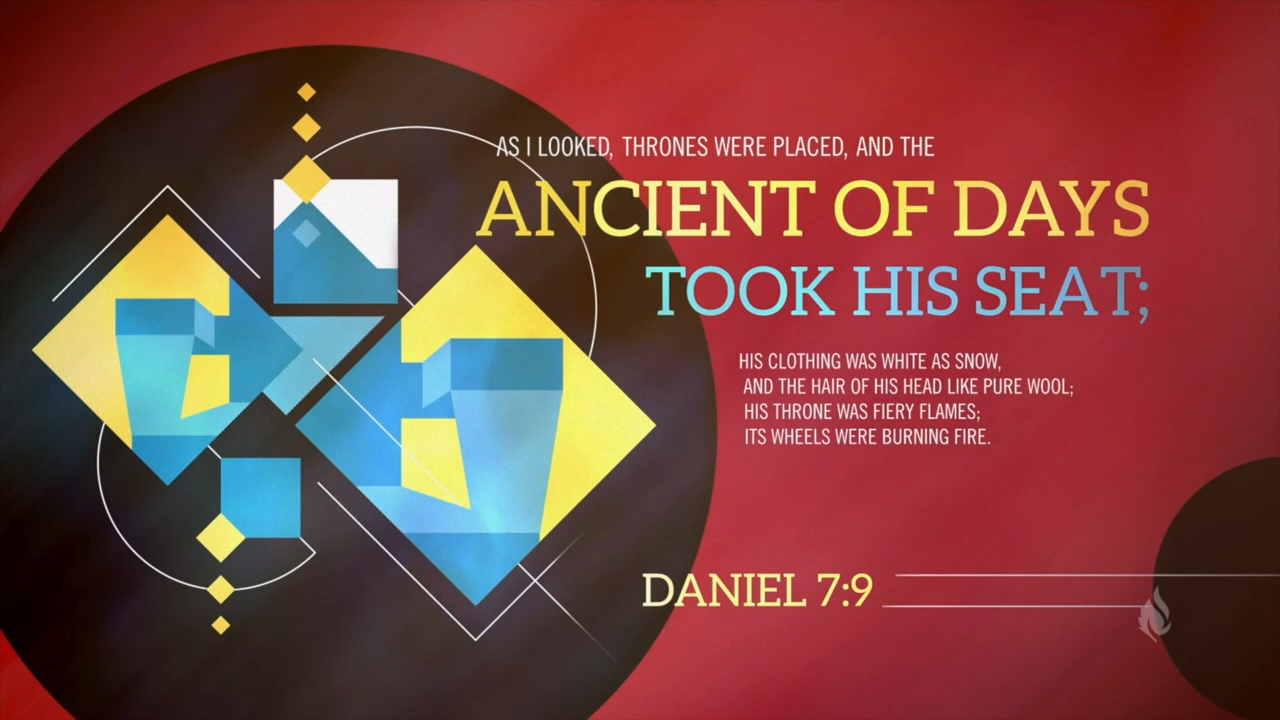 AS I LOOKED, THRONES WERE PLACED, AND THE
ANCIENT OF DAYS
TOOK HIS SEAT;
HIS CLOTHING WAS WHITE AS SNOW,
AND THE HAIR OF HIS HEAD LIKE PURE WOOL;
HIS THRONE WAS FIERY FLAMES;
ITS WHEELS WERE BURNING FIRE.
DANIEL 7:9